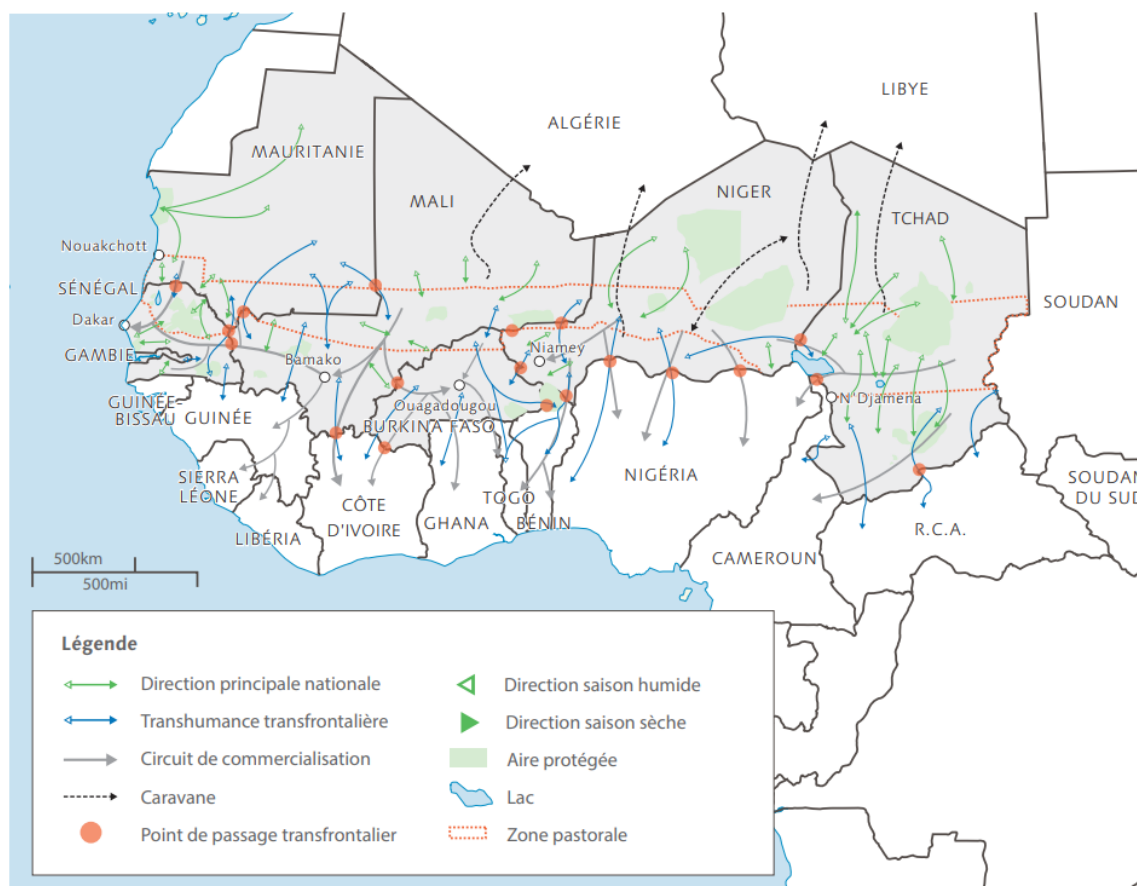 LIBYE
ALGÉRIE
MAURITANIE
NIGER
MALI
TCHAD
Nouakchott
SÉNÉGAL
SOUDAN
Dakar
GAMBIE
Niamey
Bamako
N'Djamena
GUINÉE-
BISSAU
GUINÉE
Ouagadougou
BURKINA FASO
SIERRA
LÉONE
NIGÉRIA
SOUDAN
DU SUD
CÔTE
D'IVOIRE
TOGO
GHANA
BÉNIN
R.C.A.
LIBÉRIA
CAMEROUN
500km
500mi
Légende
Direction principale nationale
Direction saison humide
Transhumance transfrontalière
Direction saison sèche
Circuit de commercialisation
Aire protégée
Caravane
Lac
Point de passage transfrontalier
Zone pastorale